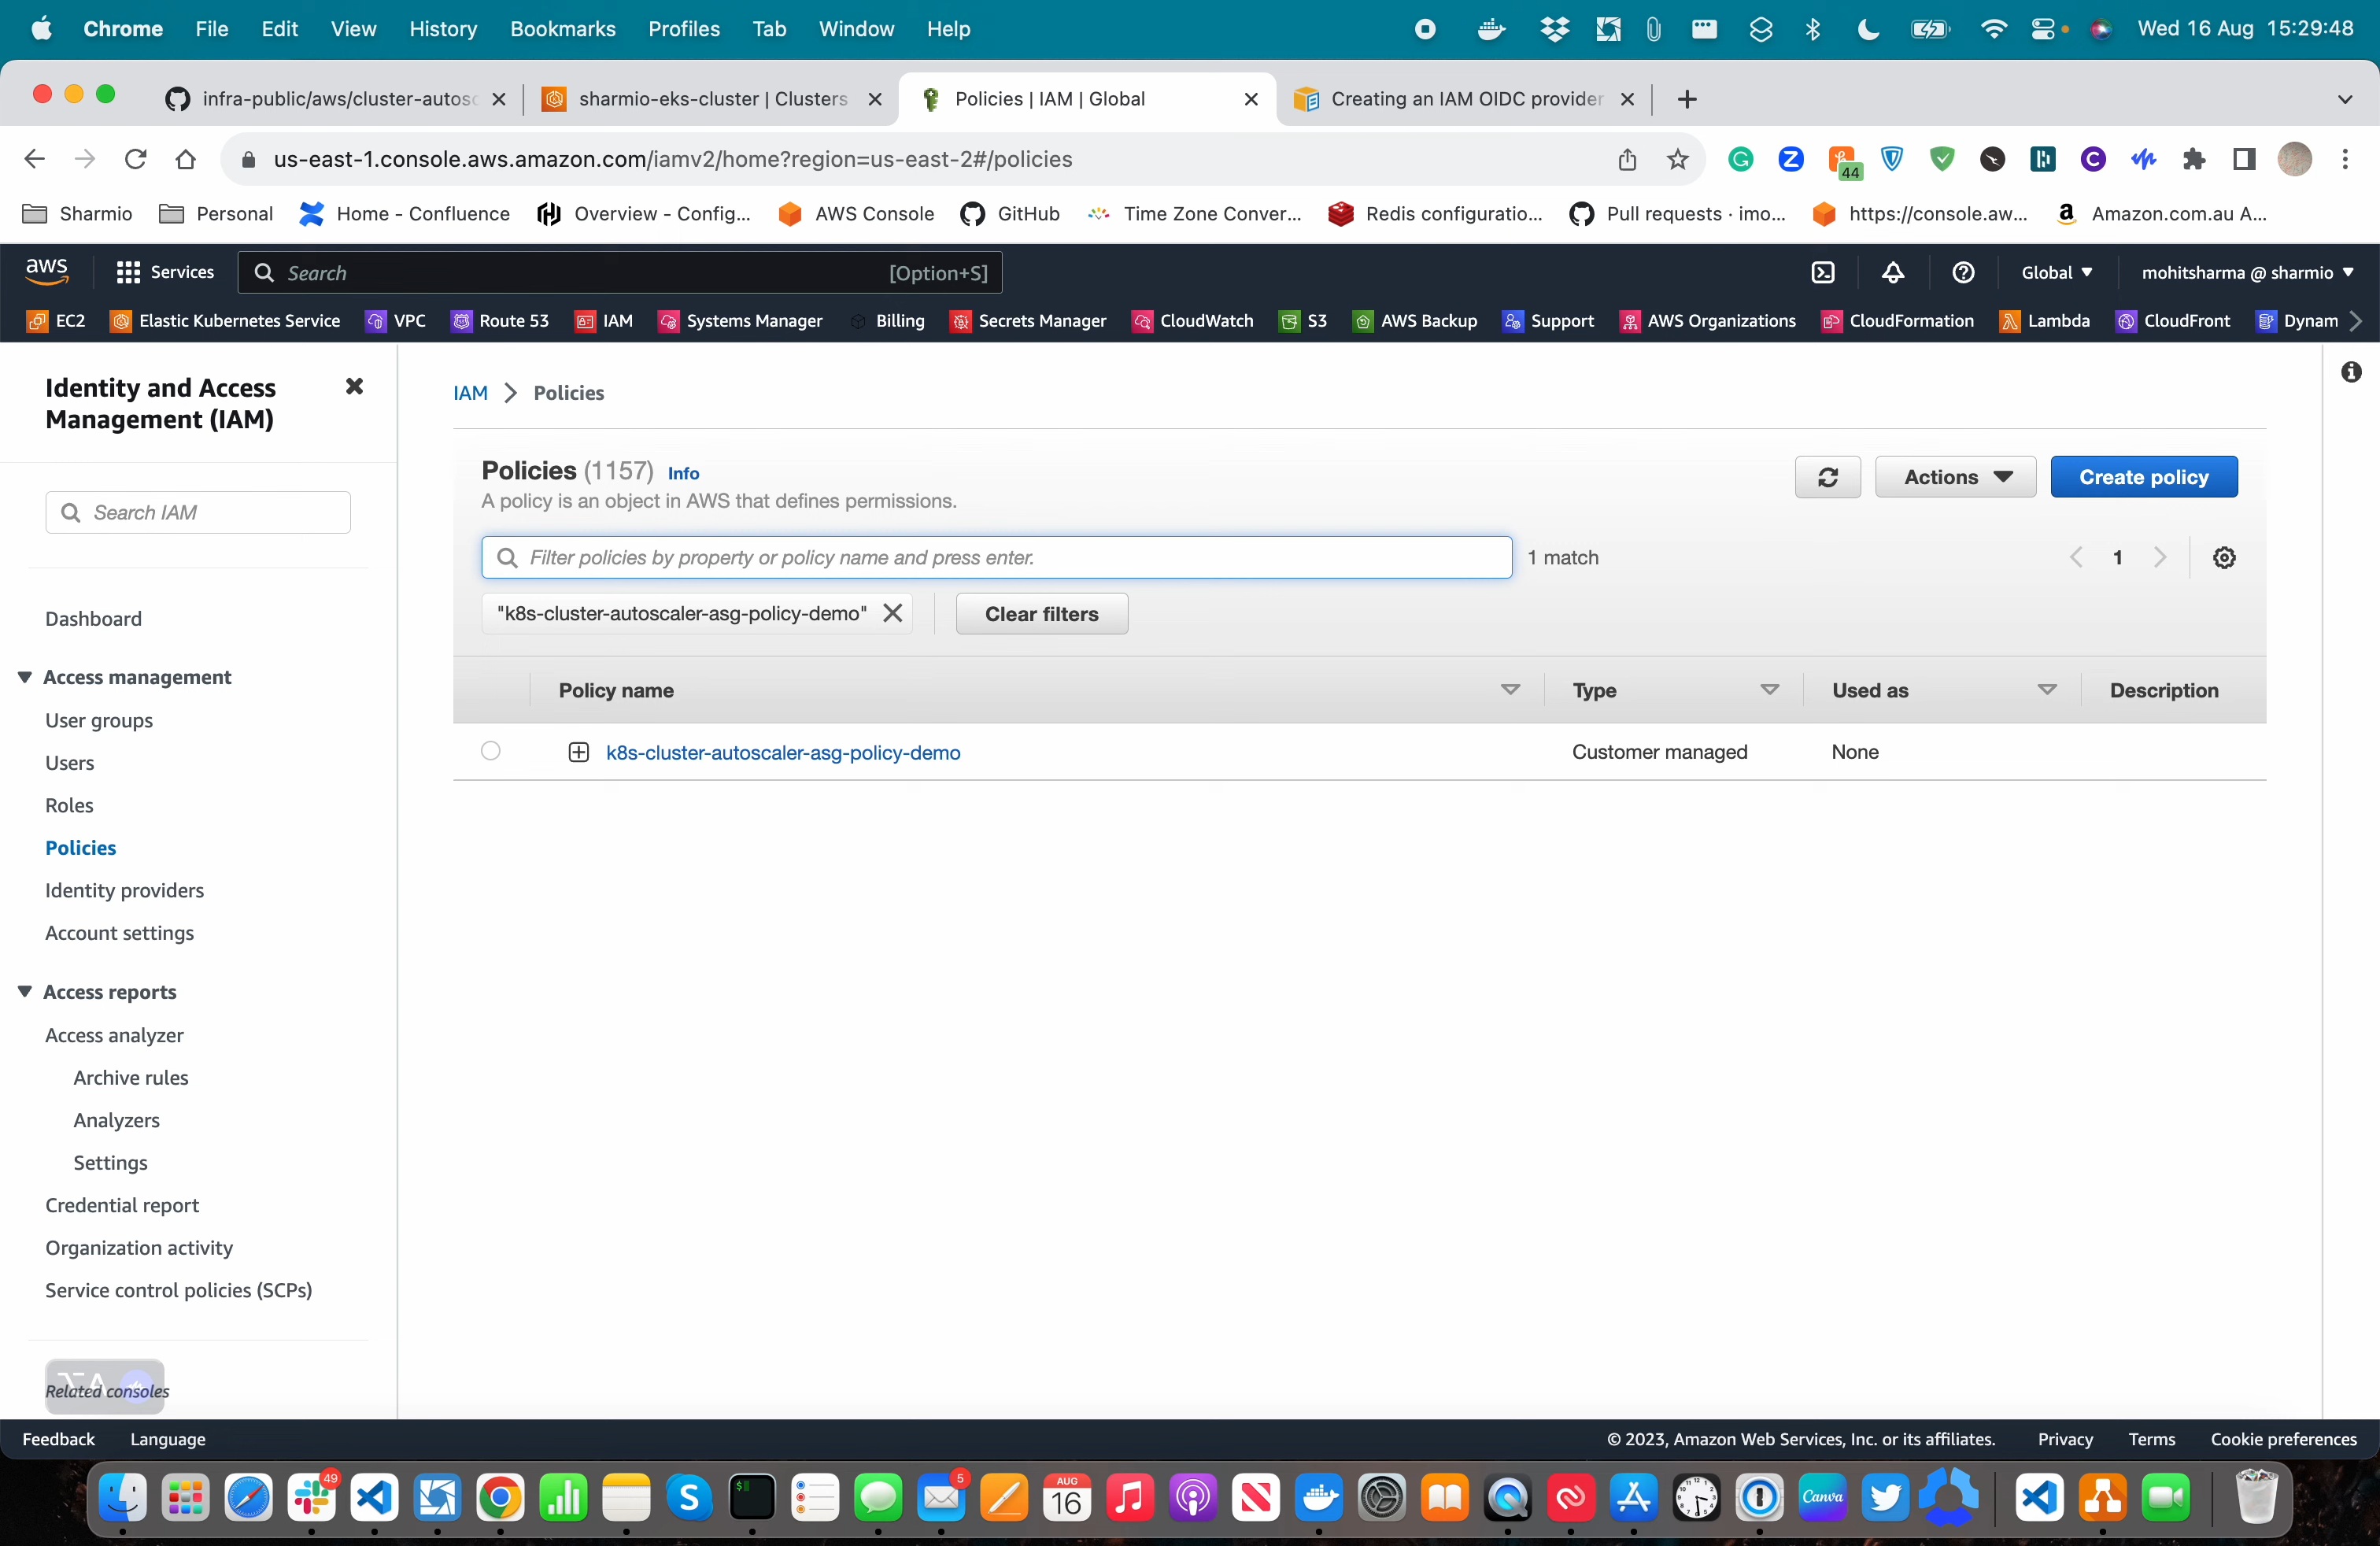 Chrome File Edit View History Bookmarks Profiles Tab Window Help Wed 16 Aug 15:29:48
infra-public/aws/cluster-autosc sharmio-eks-cluster | Clusters Policies | IAM | Global Creating an IAM OIDC provider
us-east-1.console.aws.amazon.com/iamv2/home?region=us-east-2#/policies 44
Sharmio Personal Home - Confluence Overview - Config... AWS Console GitHub Time Zone Conver... Redis configuratio... Pull requests · imo... https://console.aw... Amazon.com.au A...
aws Services Search [Option+S] Global mohitsharma @ sharmio
EC2 Elastic Kubernetes Service VPC Route 53 IAM Systems Manager Billing Secrets Manager CloudWatch S3 AWS Backup Support AWS Organizations CloudFormation Lambda CloudFront Dynam
Identity and Access
Management (IAM)
Search IAM
Dashboard
Access management
User groups
Users
Roles
Policies
Identity providers
Account settings
Access reports
Access analyzer
Archive rules
Analyzers
Settings
Credential report
Organization activity
Service control policies (SCPs)
Related consoles
IAM > Policies
Policies (1157) Info
A policy is an object in AWS that defines permissions.
Actions Create policy
Filter policies by property or policy name and press enter. 1 match 1
"k8s-cluster-autoscaler-asg-policy-demo" Clear filters
Policy name Type Used as Description
k8s-cluster-autoscaler-asg-policy-demo Customer managed None
Feedback Language © 2023, Amazon Web Services, Inc. or its affiliates. Privacy Terms Cookie preferences
49 5 AUG 16 Canva